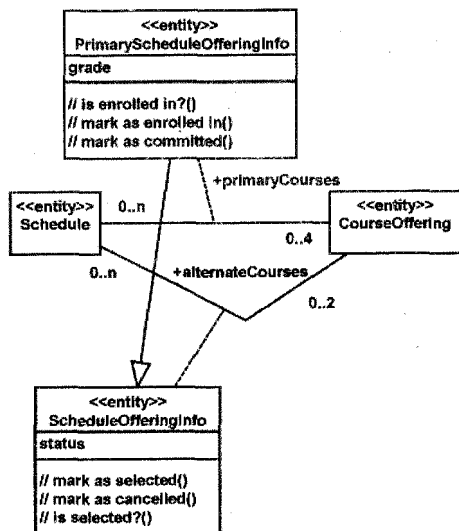 <<entity>>
PrimaryScheduleOfferingInfo
grade
// is enrolled in?()
// mark as enrolled in()
// mark as committed()
+primaryCourses
<<entity>>
Schedule
0..n
<<entity>>
CourseOffering
0..4
0..n
+alternateCourses
0..2
<<entity>>
ScheduleOfferingInfo
status
// mark as selected()
// mark as cancelled()
// is selected?()